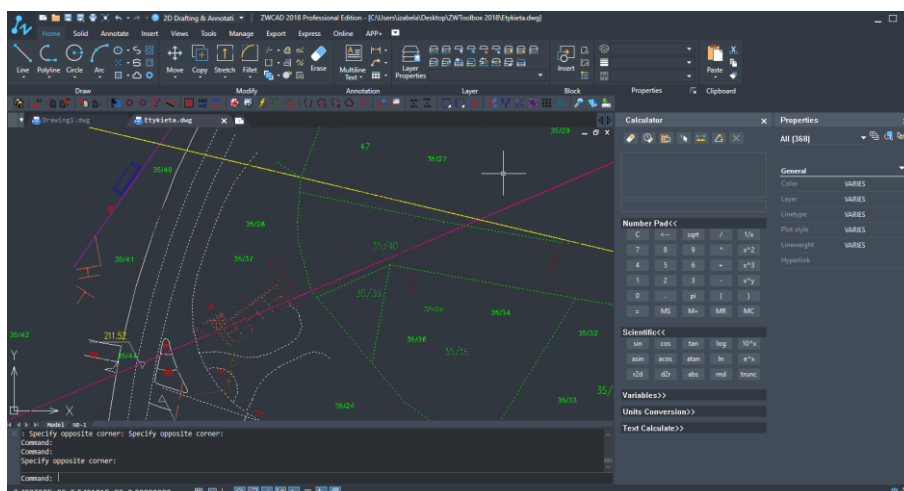 2D Drafting & Annotati ZWCAD 2018 Professional Edition - [C:\Users\izabela\Desktop\ZWToolbox 2018\Etykieta.dwg]
Home Solid Annotate Insert View Tools Manage Export Express Online APP+
Line Polyline Circle Arc Move Copy Stretch Fillet Erase Multiline Text Layer Properties Insert Paste
Draw Modify Annotation Layer Block Properties Clipboard
Drawing1.dwg Etykieta.dwg X
35/29
47
35/27
35/40
35/26
35/41
35/37
35/34
35/36
35/42
211.52
35/32
35/44
35/24
35/33
35/
Y
X
Model
: Specify opposite corner: Specify opposite corner:
Command:
Command:
Specify opposite corner:
Command:
Calculator x
Number Pad<<
C <-- sqrt / 1/x
7 8 9 * x^2
4 5 6 + x^3
1 2 3 - x^y
0 . pi ( )
= MS M+ MR MC
Scientific<<
sin cos tan log 10^x
asin acos atan ln e^x
r2d d2r abs rnd trunc
Variables>>
Units Conversion>>
Text Calculate>>
Properties
All (368)
General
Color VARIES
Layer VARIES
Linetype VARIES
Plot style VARIES
Lineweight VARIES
Hyperlink